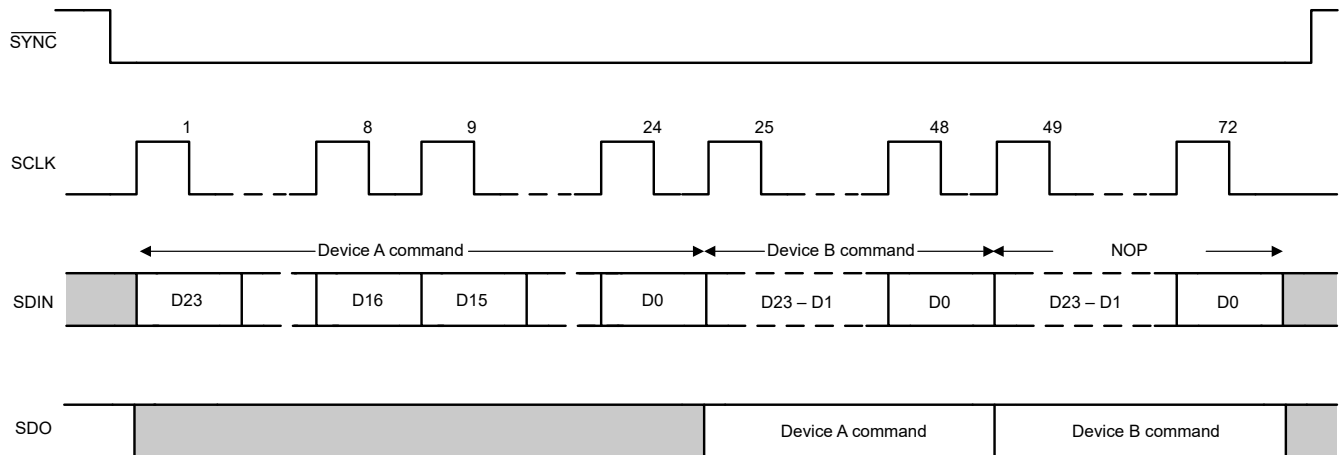 SYNC
1 8 9 24 25 48 49 72
SCLK
Device A command Device B command NOP
SDIN D23 D16 D15 D0 D23 – D1 D0 D23 – D1 D0
SDO Device A command Device B command